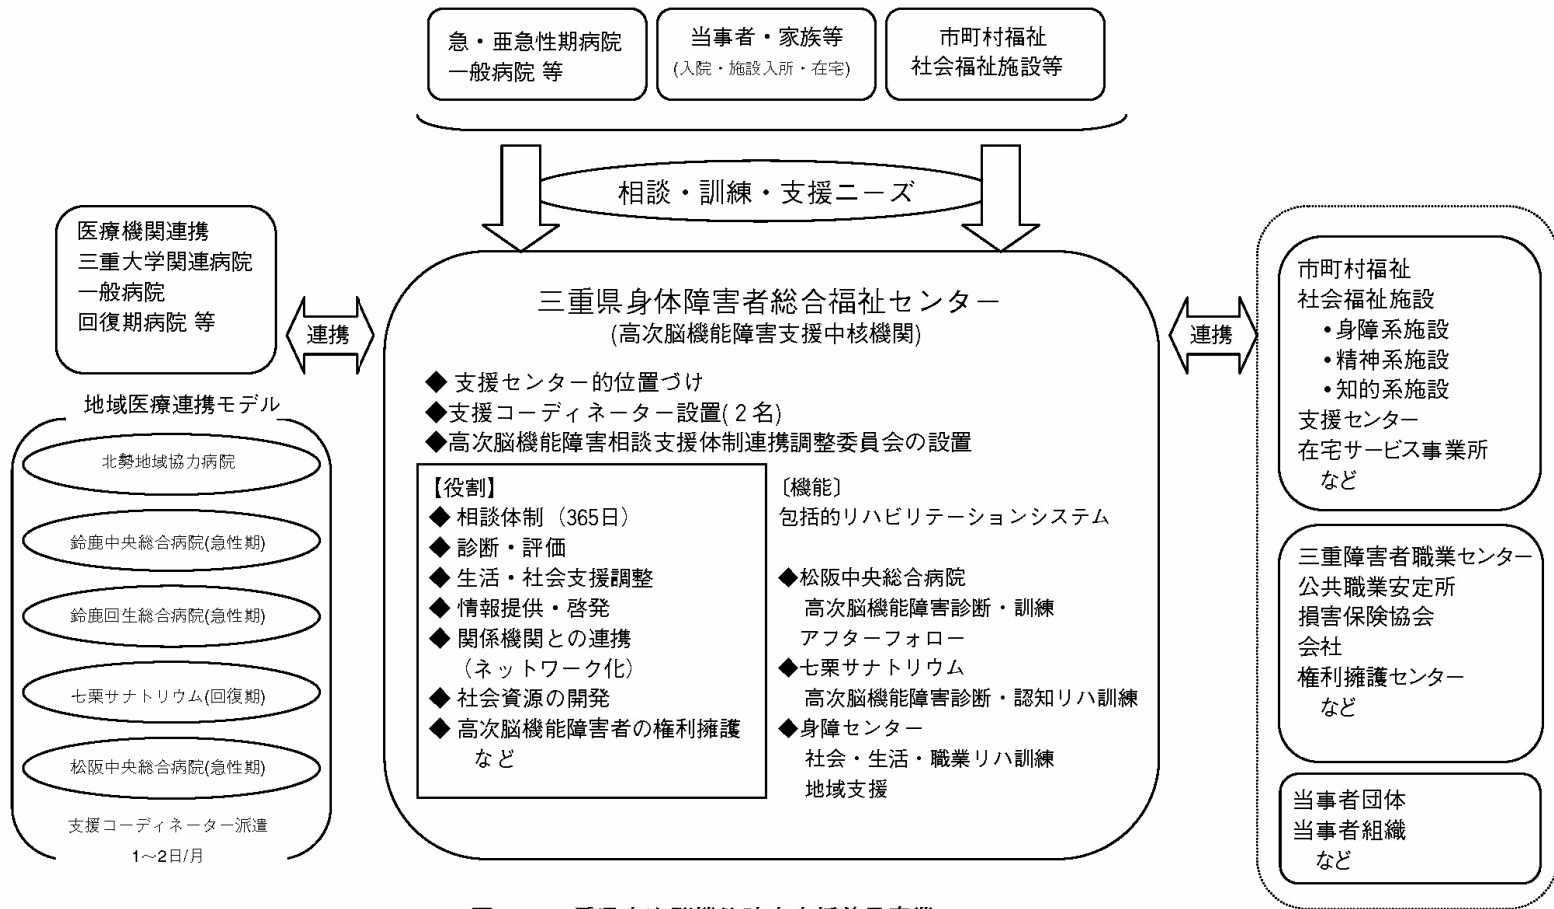 急・亜急性期病院
一般病院 等
当事者・家族等
(入院・施設入所・在宅)
市町村福祉
社会福祉施設等
相談・訓練・支援ニーズ
医療機関連携
三重大学関連病院
一般病院
回復期病院 等
連携
地域医療連携モデル
北勢地域協力病院
鈴鹿中央総合病院(急性期)
鈴鹿回生総合病院(急性期)
七栗サナトリウム(回復期)
松阪中央総合病院(急性期)
支援コーディネーター派遣
1～2日/月
三重県身体障害者総合福祉センター
(高次脳機能障害支援中核機関)
◆ 支援センター的位置づけ
◆支援コーディネーター設置(２名)
◆高次脳機能障害相談支援体制連携調整委員会の設置
【役割】
◆ 相談体制（365日）
◆ 診断・評価
◆ 生活・社会支援調整
◆ 情報提供・啓発
◆ 関係機関との連携
（ネットワーク化）
◆ 社会資源の開発
◆ 高次脳機能障害者の権利擁護
など
〔機能〕
包括的リハビリテーションシステム
◆松阪中央総合病院
高次脳機能障害診断・訓練
アフターフォロー
◆七栗サナトリウム
高次脳機能障害診断・認知リハ訓練
◆身障センター
社会・生活・職業リハ訓練
地域支援
連携
市町村福祉
社会福祉施設
・身障系施設
・精神系施設
・知的系施設
支援センター
在宅サービス事業所
など
三重障害者職業センター
公共職業安定所
損害保険協会
会社
権利擁護センター
など
当事者団体
当事者組織
など